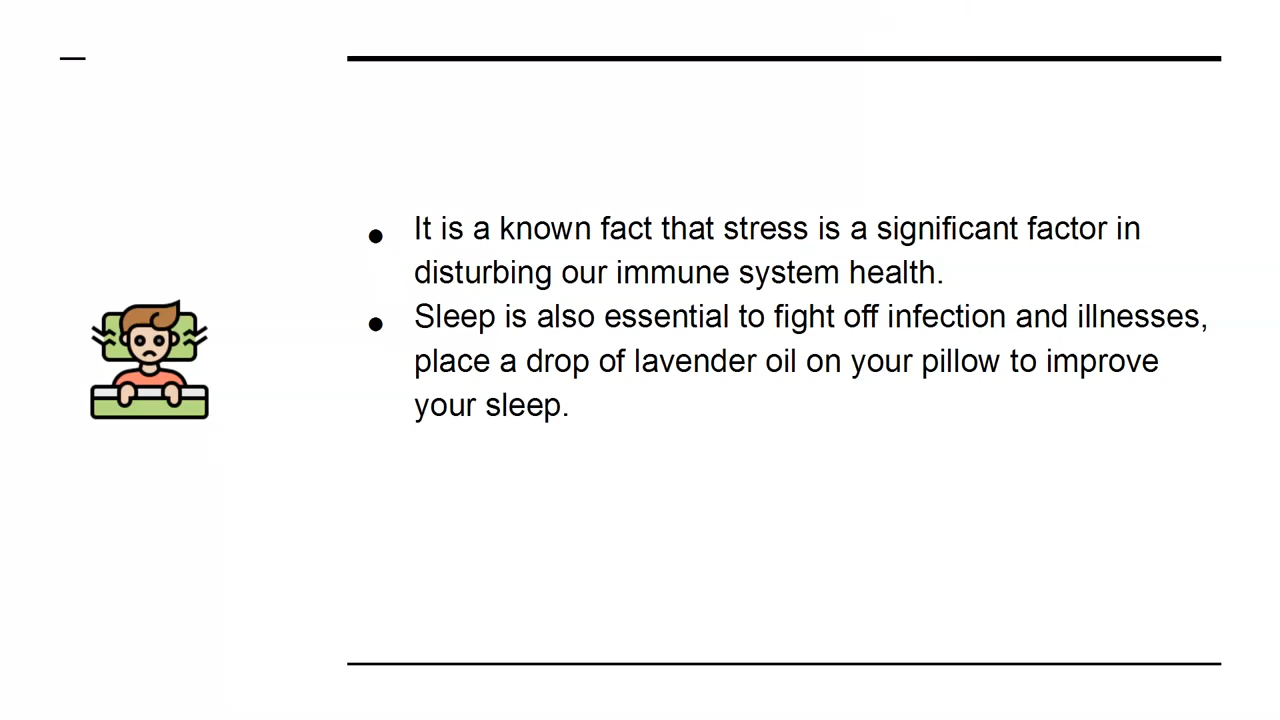 It is a known fact that stress is a significant factor in
disturbing our immune system health.
Sleep is also essential to fight off infection and illnesses,
place a drop of lavender oil on your pillow to improve
your sleep.